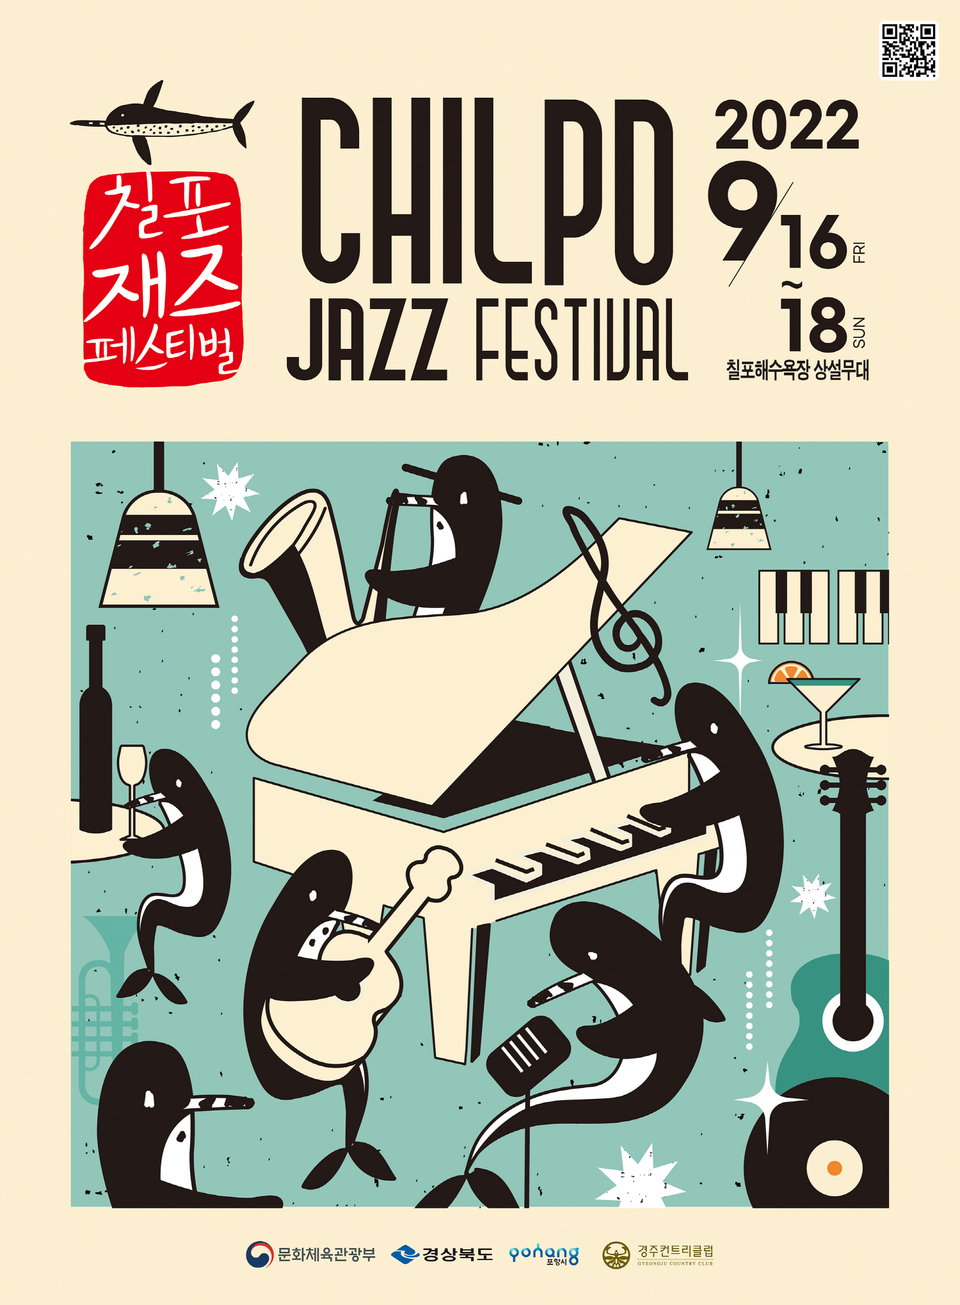 칠포
재즈
페스티벌
CHILPO
JAZZ FESTIVAL
2022
9/16 FRI
~
18 SUN
칠포해수욕장 상설무대
문화체육관광부
경상북도
pohang
포항시
경주컨트리클럽
GYEONGJU COUNTRY CLUB